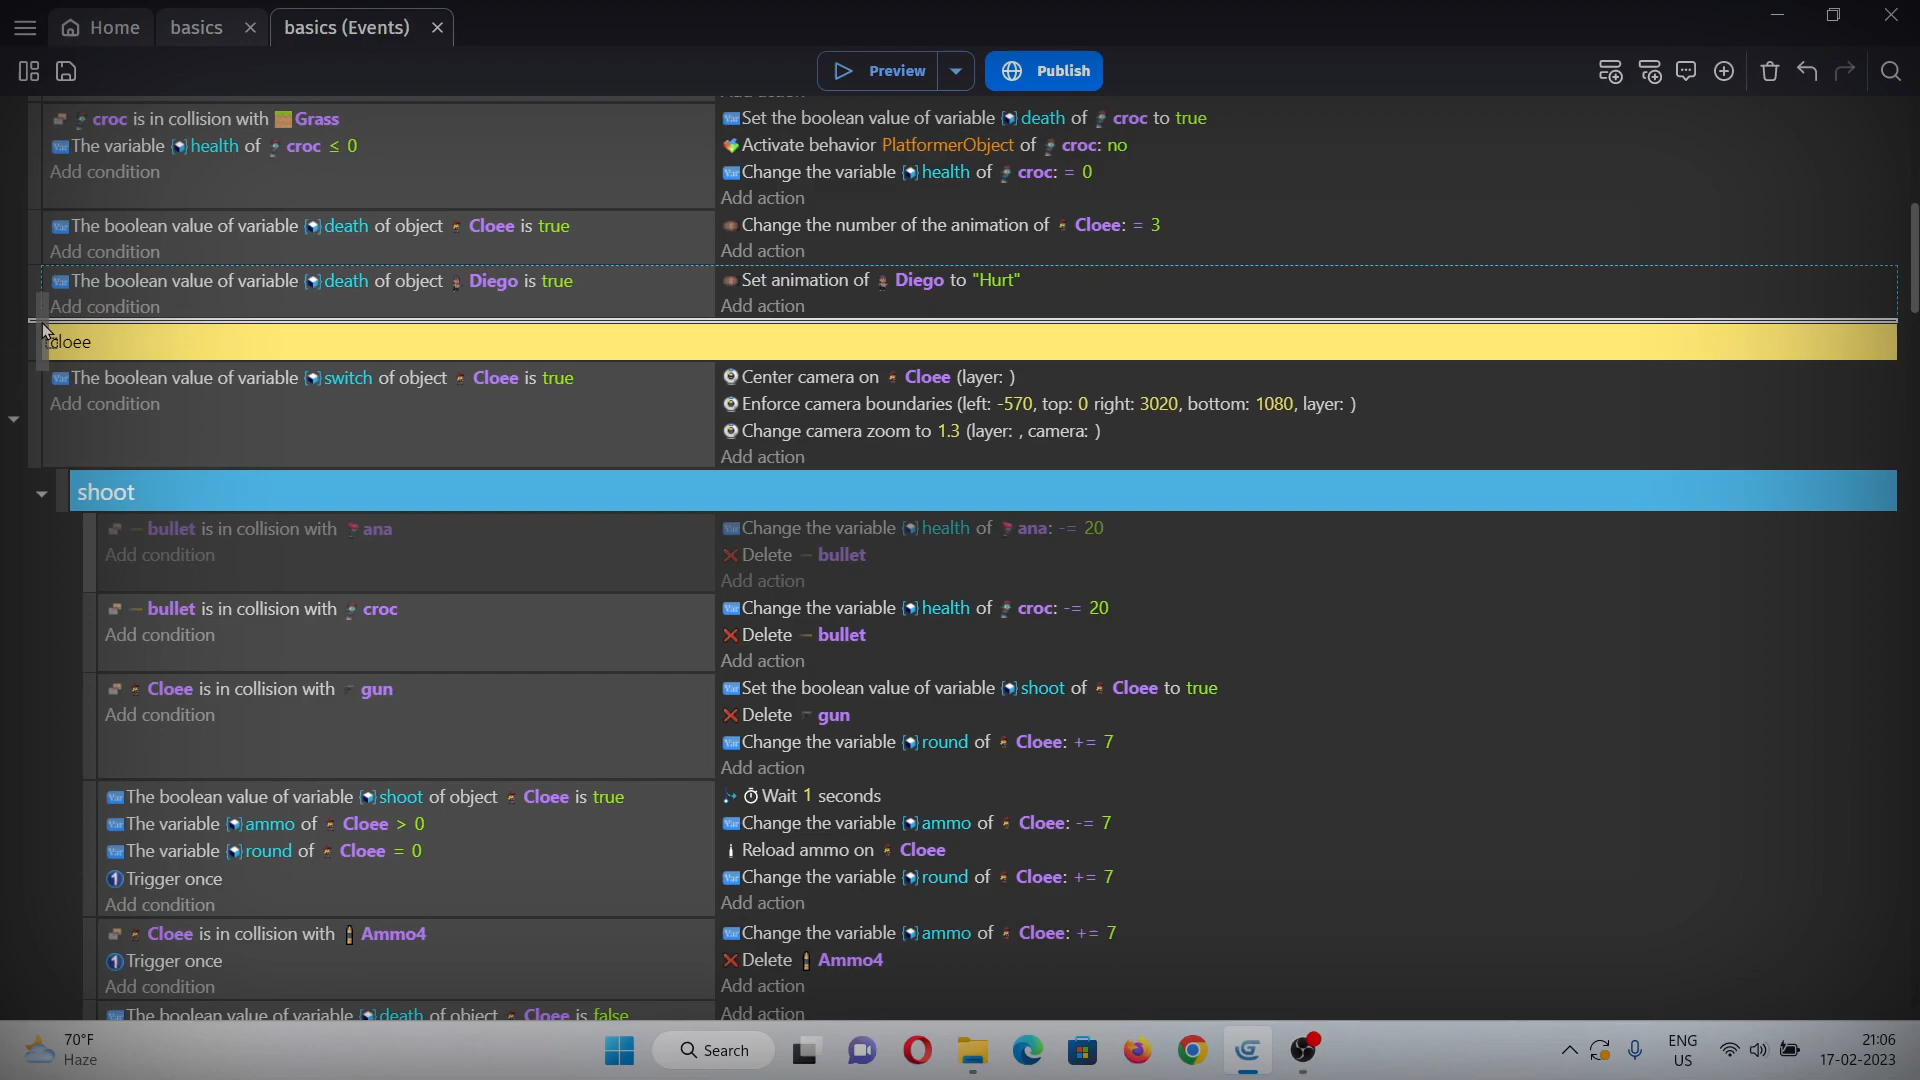 Home
basics
basics (Events)
Preview
Publish
croc is in collision with Grass
The variable health of croc ≤ 0
Add condition
Set the boolean value of variable death of croc to true
Activate behavior PlatformerObject of croc: no
Change the variable health of croc: = 0
Add action
The boolean value of variable death of object Cloee is true
Add condition
Change the number of the animation of Cloee: = 3
Add action
The boolean value of variable death of object Diego is true
Add condition
Set animation of Diego to "Hurt"
Add action
cloee
The boolean value of variable switch of object Cloee is true
Add condition
Center camera on Cloee (layer: )
Enforce camera boundaries (left: -570, top: 0 right: 3020, bottom: 1080, layer: )
Change camera zoom to 1.3 (layer: , camera: )
Add action
shoot
bullet is in collision with ana
Add condition
Change the variable health of ana: -= 20
Delete bullet
Add action
bullet is in collision with croc
Add condition
Change the variable health of croc: -= 20
Delete bullet
Add action
Cloee is in collision with gun
Add condition
Set the boolean value of variable shoot of Cloee to true
Delete gun
Change the variable round of Cloee: += 7
Add action
The boolean value of variable shoot of object Cloee is true
The variable ammo of Cloee > 0
The variable round of Cloee = 0
Trigger once
Add condition
Wait 1 seconds
Change the variable ammo of Cloee: -= 7
Reload ammo on Cloee
Change the variable round of Cloee: += 7
Add action
Cloee is in collision with Ammo4
Trigger once
Add condition
Change the variable ammo of Cloee: += 7
Delete Ammo4
Add action
The boolean value of variable death of object Cloee is false
Add action
70°F
Haze
Search
ENG
US
21:06
17-02-2023